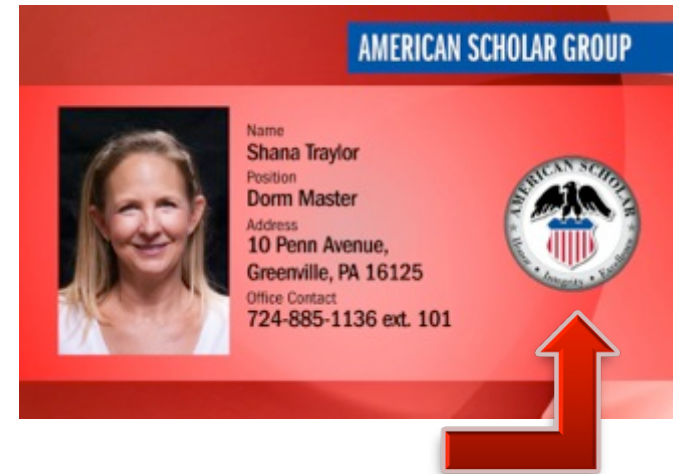 AMERICAN SCHOLAR GROUP
Name
Shana Traylor
Position
Dorm Master
Address
10 Penn Avenue,
Greenville, PA 16125
Office Contact
724-885-1136 ext. 101
AMERICAN SCHOLAR
Honor • Integrity • Excellence